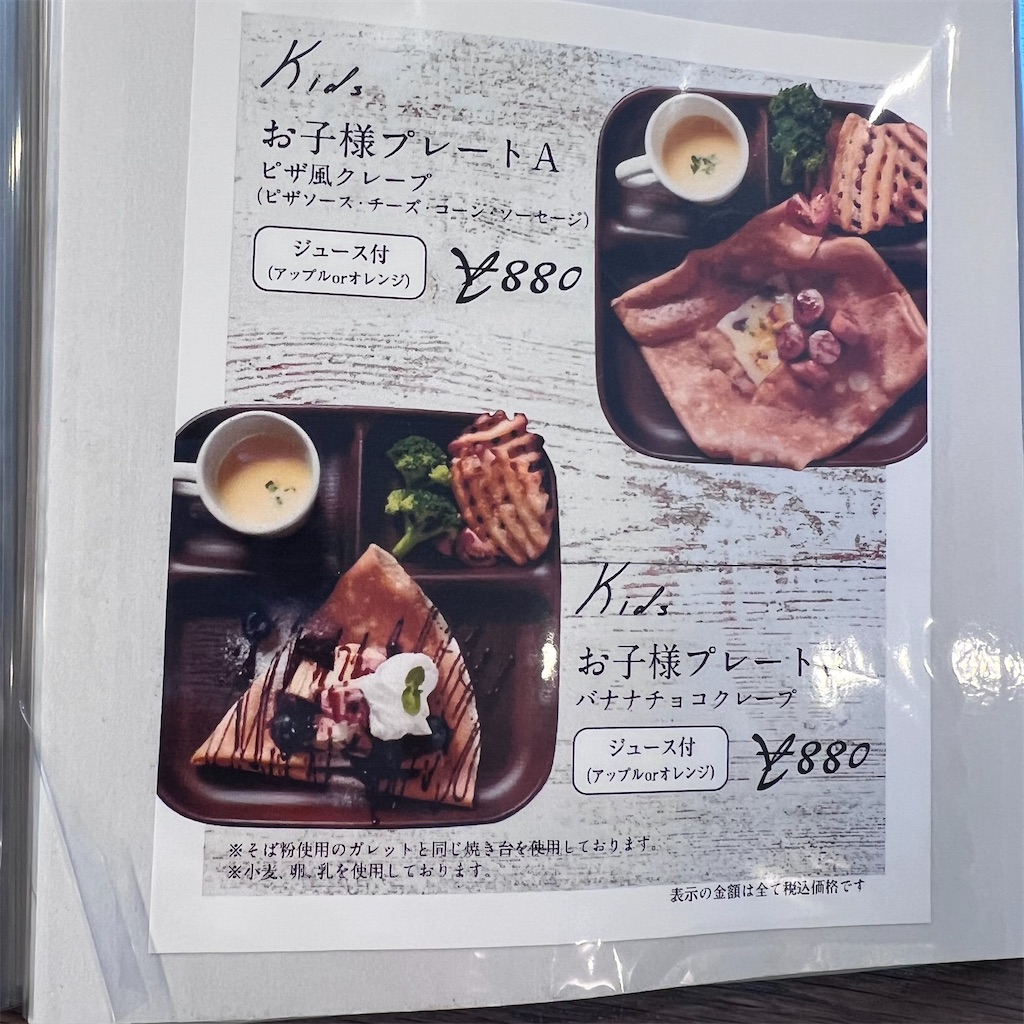 Kids
お子様プレートA
ピザ風クレープ
(ピザソース・チーズ・コーン・ソーセージ)
ジュース付
(アップルorオレンジ)
¥880
Kids
お子様プレート
バナナチョコクレープ
ジュース付
(アップルorオレンジ)
¥880
※そば粉使用のガレットと同じ焼き台を使用しております。
※小麦、卵、乳を使用しております。
表示の金額は全て税込価格です